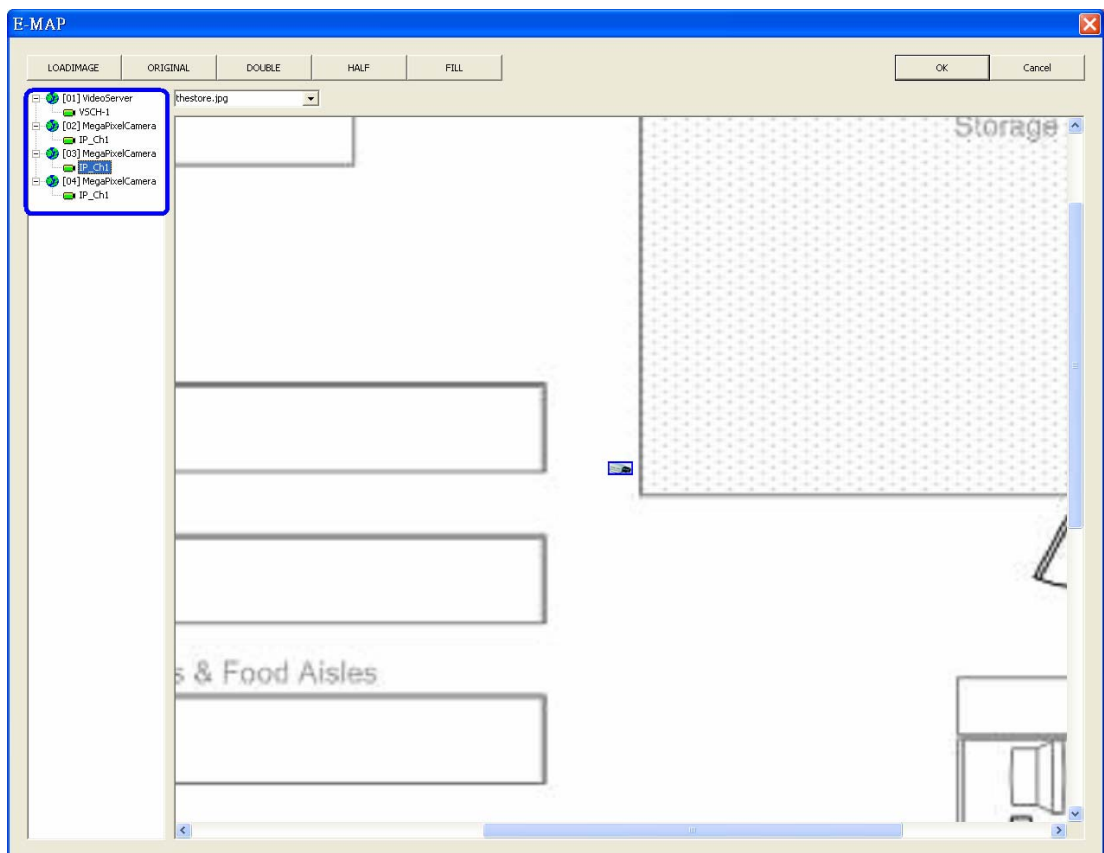 E-MAP
LOADIMAGE ORIGINAL DOUBLE HALF FILL OK Cancel
[01] VideoServer
VSCH-1
[02] MegaPixelCamera
IP_Ch1
[03] MegaPixelCamera
IP_Ch1
[04] MegaPixelCamera
IP_Ch1
thestore.jpg
Storage
s & Food Aisles